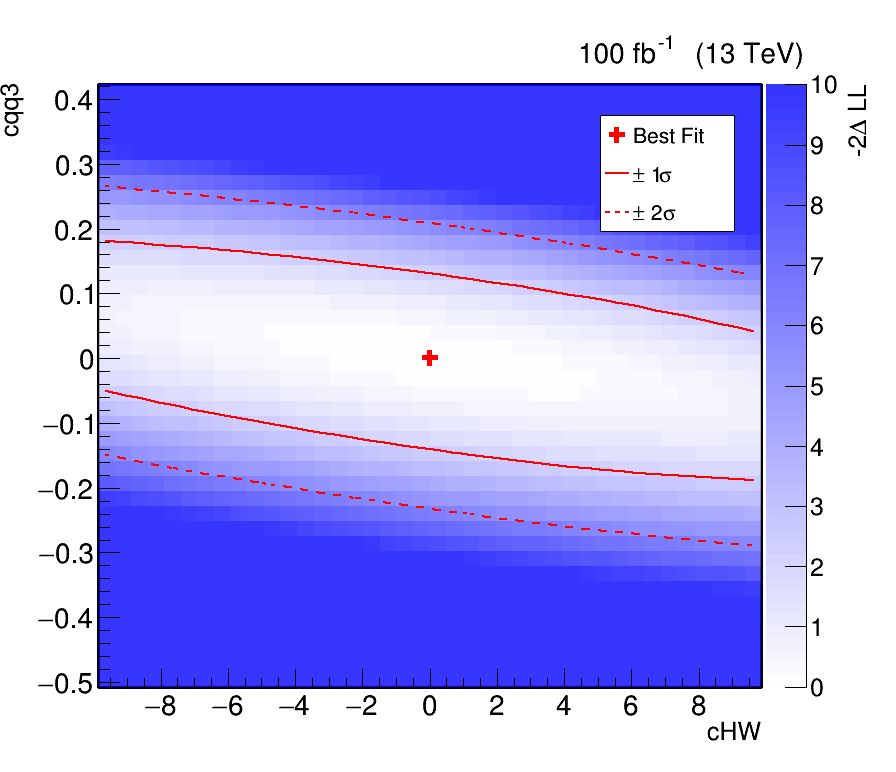 100 fb⁻¹ (13 TeV)
cqq3
0.4
0.3
0.2
0.1
0
−0.1
−0.2
−0.3
−0.4
−0.5
Best Fit
± 1σ
± 2σ
−8 −6 −4 −2 0 2 4 6 8
cHW
10
9
8
7
6
5
4
3
2
1
0
-2Δ LL